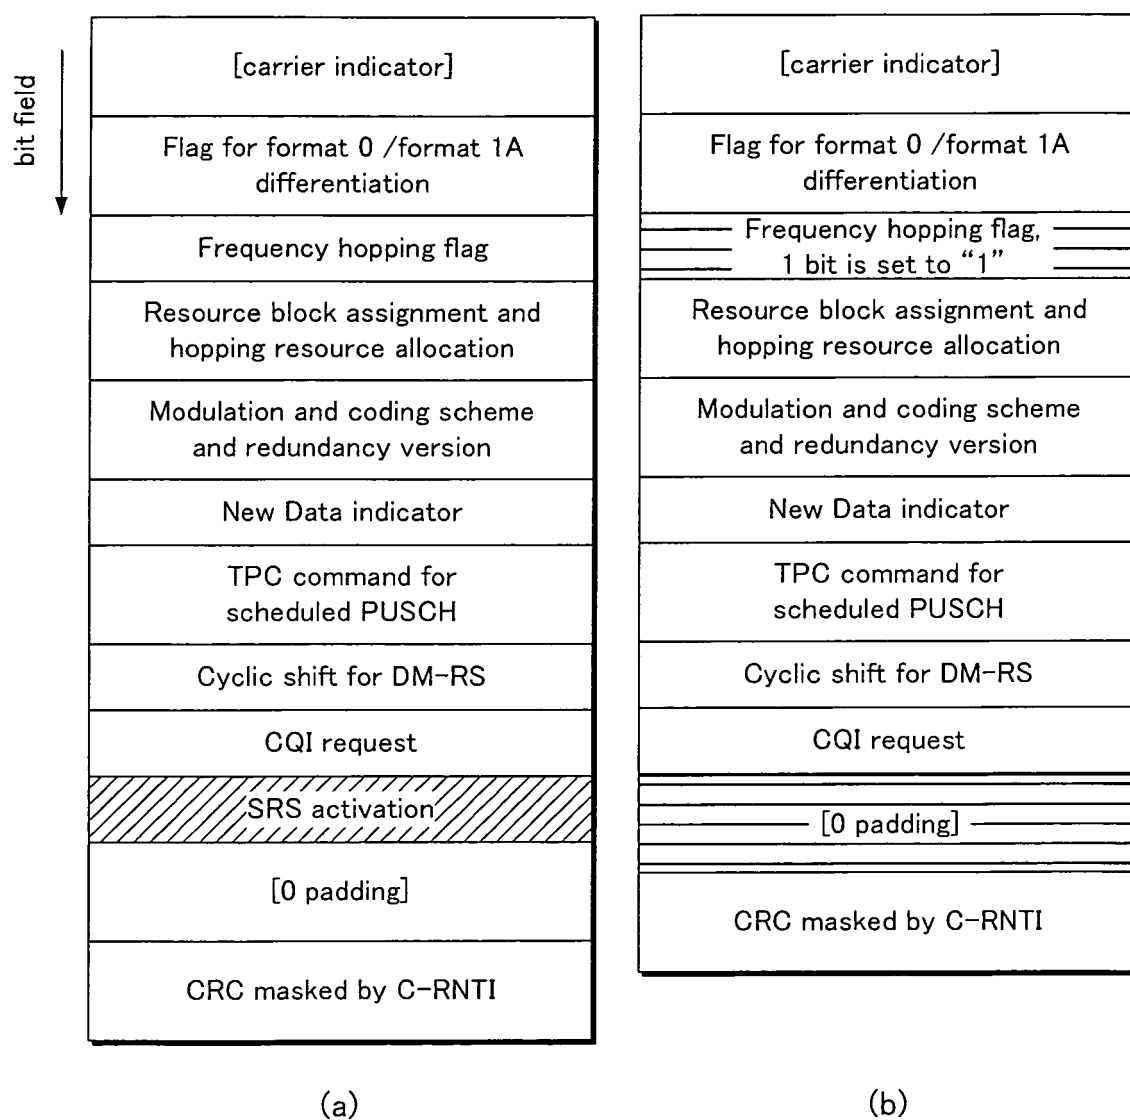 bit field
[carrier indicator]
Flag for format 0 /format 1A
differentiation
Frequency hopping flag
Resource block assignment and
hopping resource allocation
Modulation and coding scheme
and redundancy version
New Data indicator
TPC command for
scheduled PUSCH
Cyclic shift for DM-RS
CQI request
SRS activation
[0 padding]
CRC masked by C-RNTI
(a)
[carrier indicator]
Flag for format 0 /format 1A
differentiation
Frequency hopping flag,
1 bit is set to “1”
Resource block assignment and
hopping resource allocation
Modulation and coding scheme
and redundancy version
New Data indicator
TPC command for
scheduled PUSCH
Cyclic shift for DM-RS
CQI request
[0 padding]
CRC masked by C-RNTI
(b)